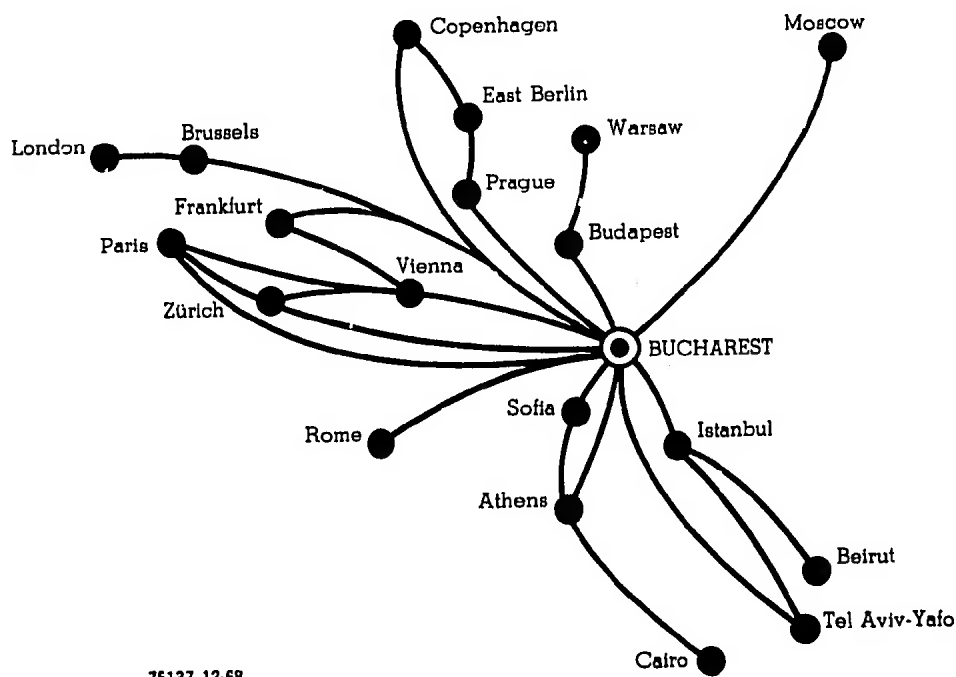 Copenhagen
Moscow
East Berlin
Warsaw
London
Brussels
Prague
Frankfurt
Budapest
Paris
Vienna
Zürich
BUCHAREST
Sofia
Istanbul
Rome
Athens
Beirut
Tel Aviv-Yafo
Cairo
75137 12-68